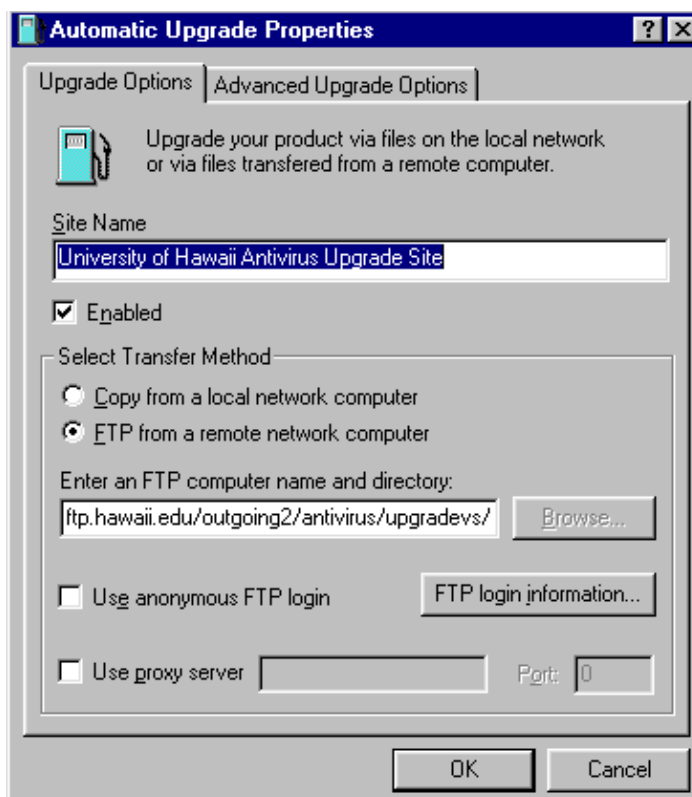 Automatic Upgrade Properties
Upgrade Options
Advanced Upgrade Options
Upgrade your product via files on the local network
or via files transfered from a remote computer.
Site Name
University of Hawaii Antivirus Upgrade Site
Enabled
Select Transfer Method
Copy from a local network computer
FTP from a remote network computer
Enter an FTP computer name and directory:
ftp.hawaii.edu/outgoing2/antivirus/upgradevs/
Browse...
Use anonymous FTP login
FTP login information...
Use proxy server
Port:
0
OK
Cancel